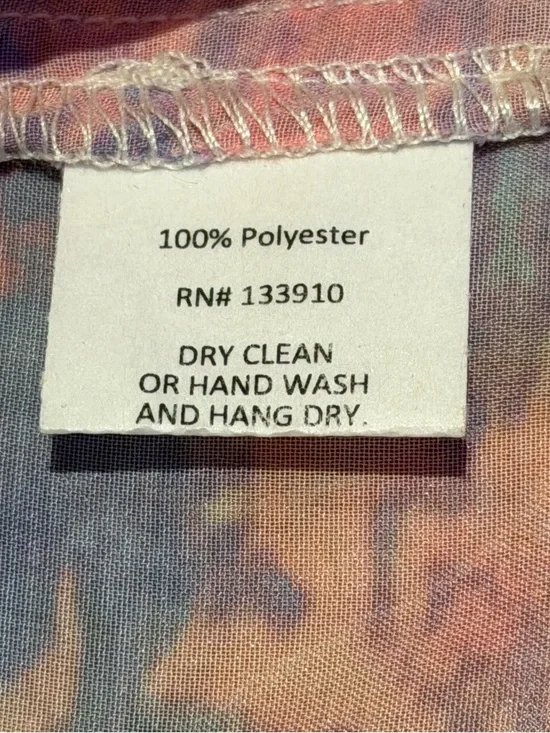 100% Polyester
RN# 133910
DRY CLEAN
OR HAND WASH
AND HANG DRY.